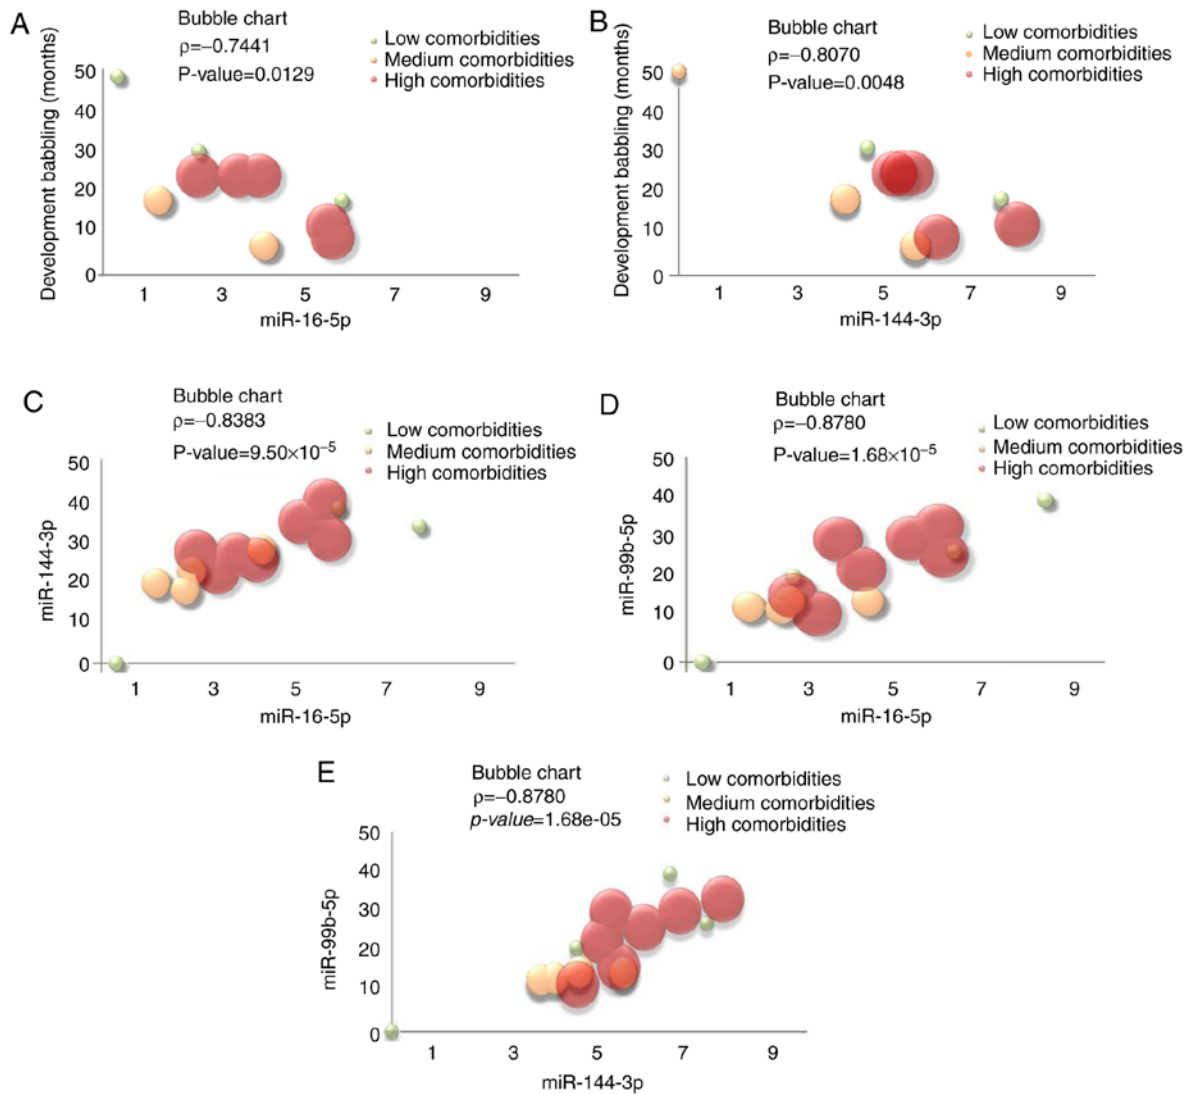 A
Bubble chart
ρ=−0.7441
P-value=0.0129
Low comorbidities
Medium comorbidities
High comorbidities
Development babbling (months)
50
40
30
20
10
0
1 3 5 7 9
miR-16-5p
B
Bubble chart
ρ=−0.8070
P-value=0.0048
Low comorbidities
Medium comorbidities
High comorbidities
Development babbling (months)
50
40
30
20
10
0
1 3 5 7 9
miR-144-3p
C
Bubble chart
ρ=−0.8383
P-value=9.50×10⁻⁵
Low comorbidities
Medium comorbidities
High comorbidities
miR-144-3p
50
40
30
20
10
0
1 3 5 7 9
miR-16-5p
D
Bubble chart
ρ=−0.8780
P-value=1.68×10⁻⁵
Low comorbidities
Medium comorbidities
High comorbidities
miR-99b-5p
50
40
30
20
10
0
1 3 5 7 9
miR-16-5p
E
Bubble chart
ρ=−0.8780
p-value=1.68e-05
Low comorbidities
Medium comorbidities
High comorbidities
miR-99b-5p
50
40
30
20
10
0
1 3 5 7 9
miR-144-3p